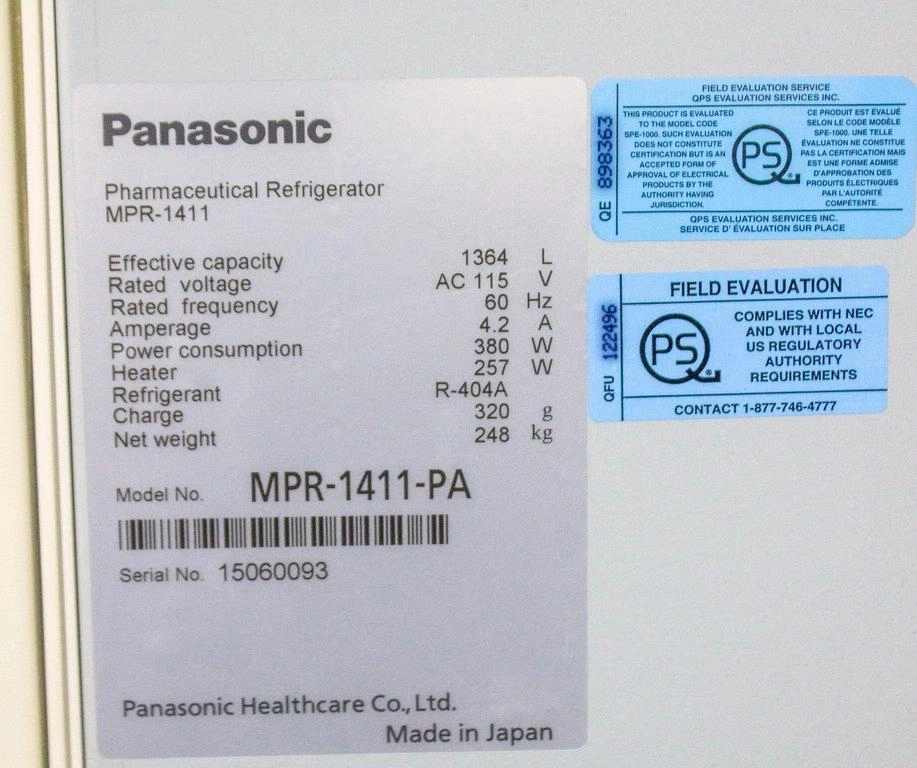 Panasonic
Pharmaceutical Refrigerator
MPR-1411
Effective capacity 1364 L
Rated voltage AC 115 V
Rated frequency 60 Hz
Amperage 4.2 A
Power consumption 380 W
Heater 257 W
Refrigerant R-404A
Charge 320 g
Net weight 248 kg
Model No. MPR-1411-PA
Serial No. 15060093
Panasonic Healthcare Co., Ltd.
Made in Japan
FIELD EVALUATION SERVICE
QPS EVALUATION SERVICES INC.
QE 898363
THIS PRODUCT IS EVALUATED
TO THE MODEL CODE
SPE-1000. SUCH EVALUATION
DOES NOT CONSTITUTE
CERTIFICATION BUT IS AN
ACCEPTED FORM OF
APPROVAL OF ELECTRICAL
PRODUCTS BY THE
AUTHORITY HAVING
JURISDICTION.
QPS®
CE PRODUIT EST ÉVALUÉ
SELON LE CODE MODÈLE
SPE-1000. UNE TELLE
ÉVALUATION NE CONSTITUE
PAS LA CERTIFICATION MAIS
EST UNE FORME ADMISE
D'APPROBATION DES
PRODUITS ÉLECTRIQUES
PAR L'AUTORITÉ
COMPÉTENTE.
QPS EVALUATION SERVICES INC.
SERVICE D' ÉVALUATION SUR PLACE
QFU 122496
FIELD EVALUATION
QPS®
COMPLIES WITH NEC
AND WITH LOCAL
US REGULATORY
AUTHORITY
REQUIREMENTS
CONTACT 1-877-746-4777